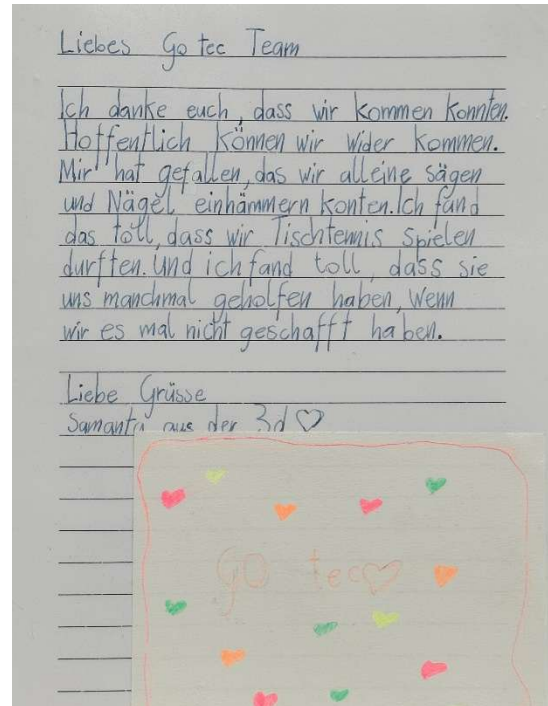 Liebes Go tec Team
Ich danke euch, dass wir kommen konnten.
Hoffentlich können wir wider kommen.
Mir hat gefallen, das wir alleine sägen
und Nägel einhämmern konten. Ich fand
das toll, dass wir Tischtennis spielen
durften. Und ich fand toll, dass sie
uns manchmal geholfen haben, wenn
wir es mal nicht geschafft haben.
Liebe Grüsse
Samanta aus der 3d ♡
GO tec♡